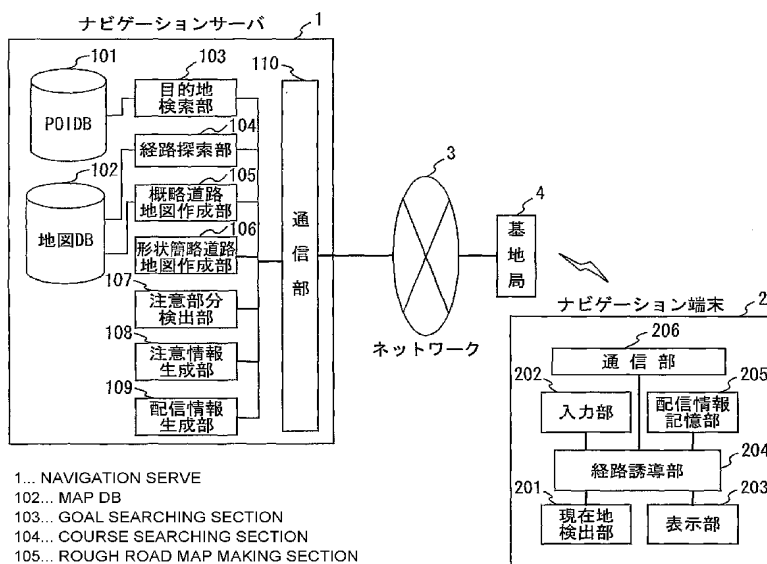 ナビゲーションサーバ
1
101
POIDB
102
地図DB
103
目的地
検索部
104
経路探索部
105
概略道路
地図作成部
106
形状簡略道路
地図作成部
107
注意部分
検出部
108
注意情報
生成部
109
配信情報
生成部
110
通信部
3
ネットワーク
4
基地局
ナビゲーション端末
2
206
通信部
202
入力部
205
配信情報
記憶部
204
経路誘導部
201
現在地
検出部
203
表示部
1... NAVIGATION SERVE
102... MAP DB
103... GOAL SEARCHING SECTION
104... COURSE SEARCHING SECTION
105... ROUGH ROAD MAP MAKING SECTION